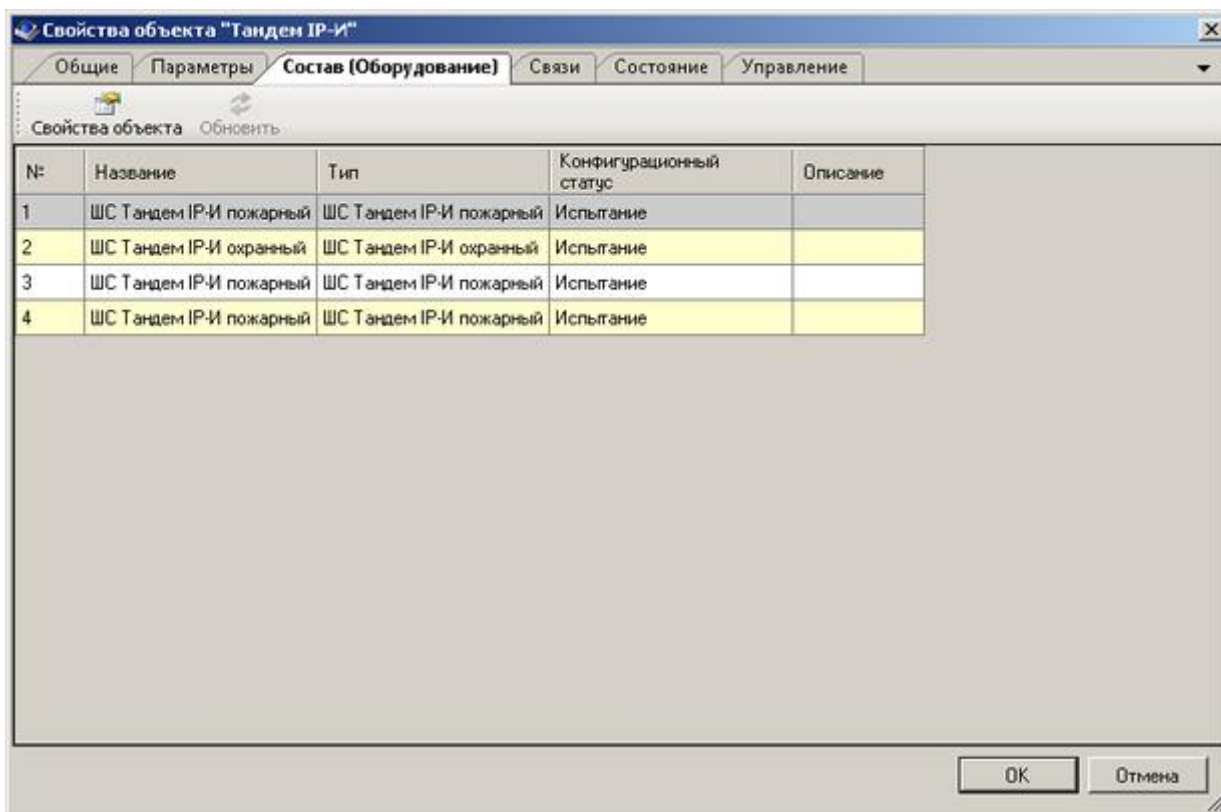 Свойства объекта "Тандем IP-И"
Общие Параметры Состав (Оборудование) Связи Состояние Управление
Свойства объекта Обновить
№ Название Тип Конфигурационный статус Описание
1 ШС Тандем IP-И пожарный ШС Тандем IP-И пожарный Испытание
2 ШС Тандем IP-И охранный ШС Тандем IP-И охранный Испытание
3 ШС Тандем IP-И пожарный ШС Тандем IP-И пожарный Испытание
4 ШС Тандем IP-И пожарный ШС Тандем IP-И пожарный Испытание
OK Отмена